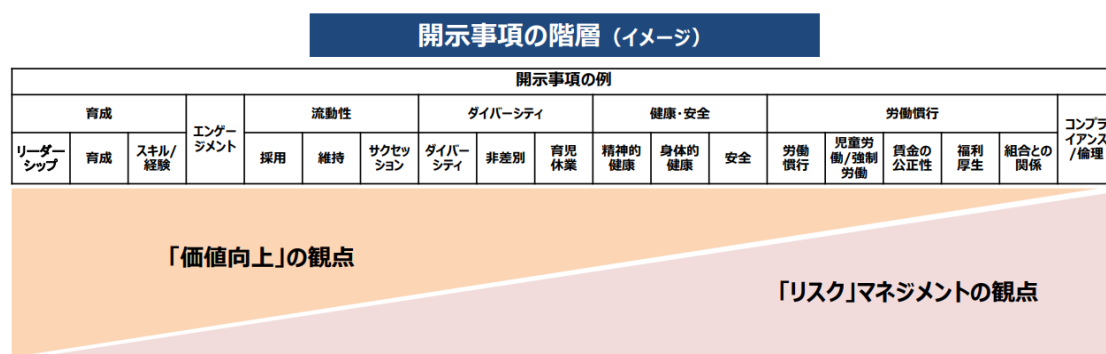 開示事項の階層（イメージ）
開示事項の例
育成
エンゲー
ジメント
流動性
ダイバーシティ
健康・安全
労働慣行
コンプラ
イアンス
/倫理
リーダー
シップ
育成
スキル/
経験
採用
維持
サクセッ
ション
ダイバー
シティ
非差別
育児
休業
精神的
健康
身体的
健康
安全
労働
慣行
児童労
働/強制
労働
賃金の
公正性
福利
厚生
組合との
関係
「価値向上」の観点
「リスク」マネジメントの観点